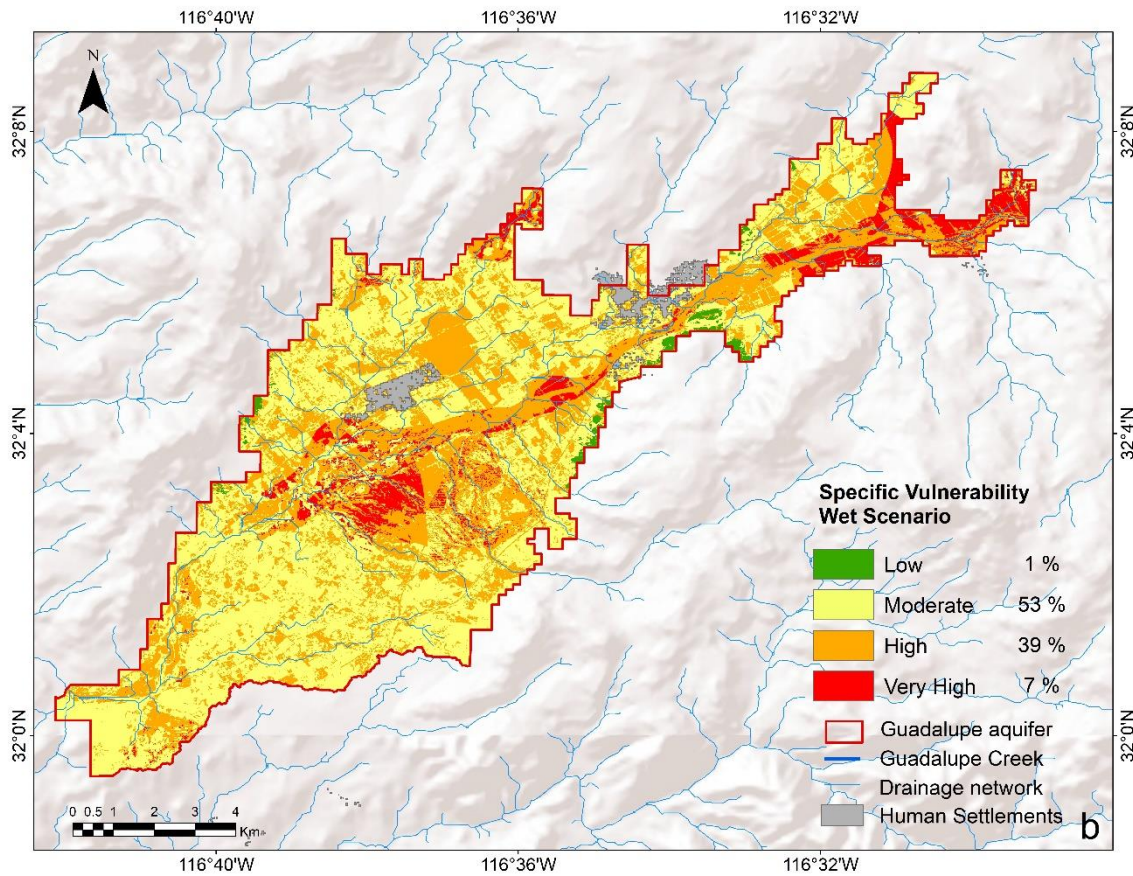 116°40'W 116°36'W 116°32'W
N
32°8'N 32°8'N
32°4'N 32°4'N
Specific Vulnerability
Wet Scenario
Low 1 %
Moderate 53 %
High 39 %
Very High 7 %
Guadalupe aquifer
Guadalupe Creek
Drainage network
Human Settlements
32°0'N 32°0'N
0 0.5 1 2 3 4
Km
b
116°40'W 116°36'W 116°32'W